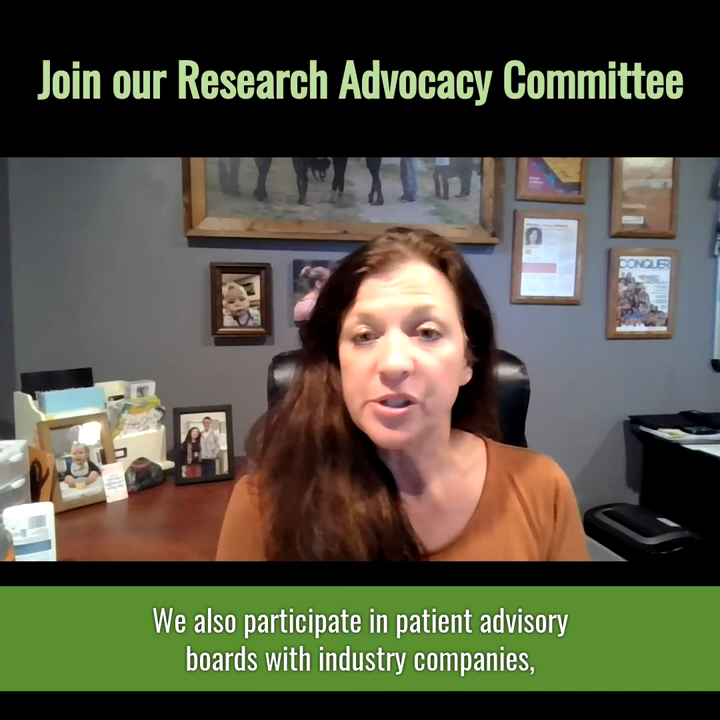 Join our Research Advocacy Committee
CONQUER
We also participate in patient advisory
boards with industry companies,